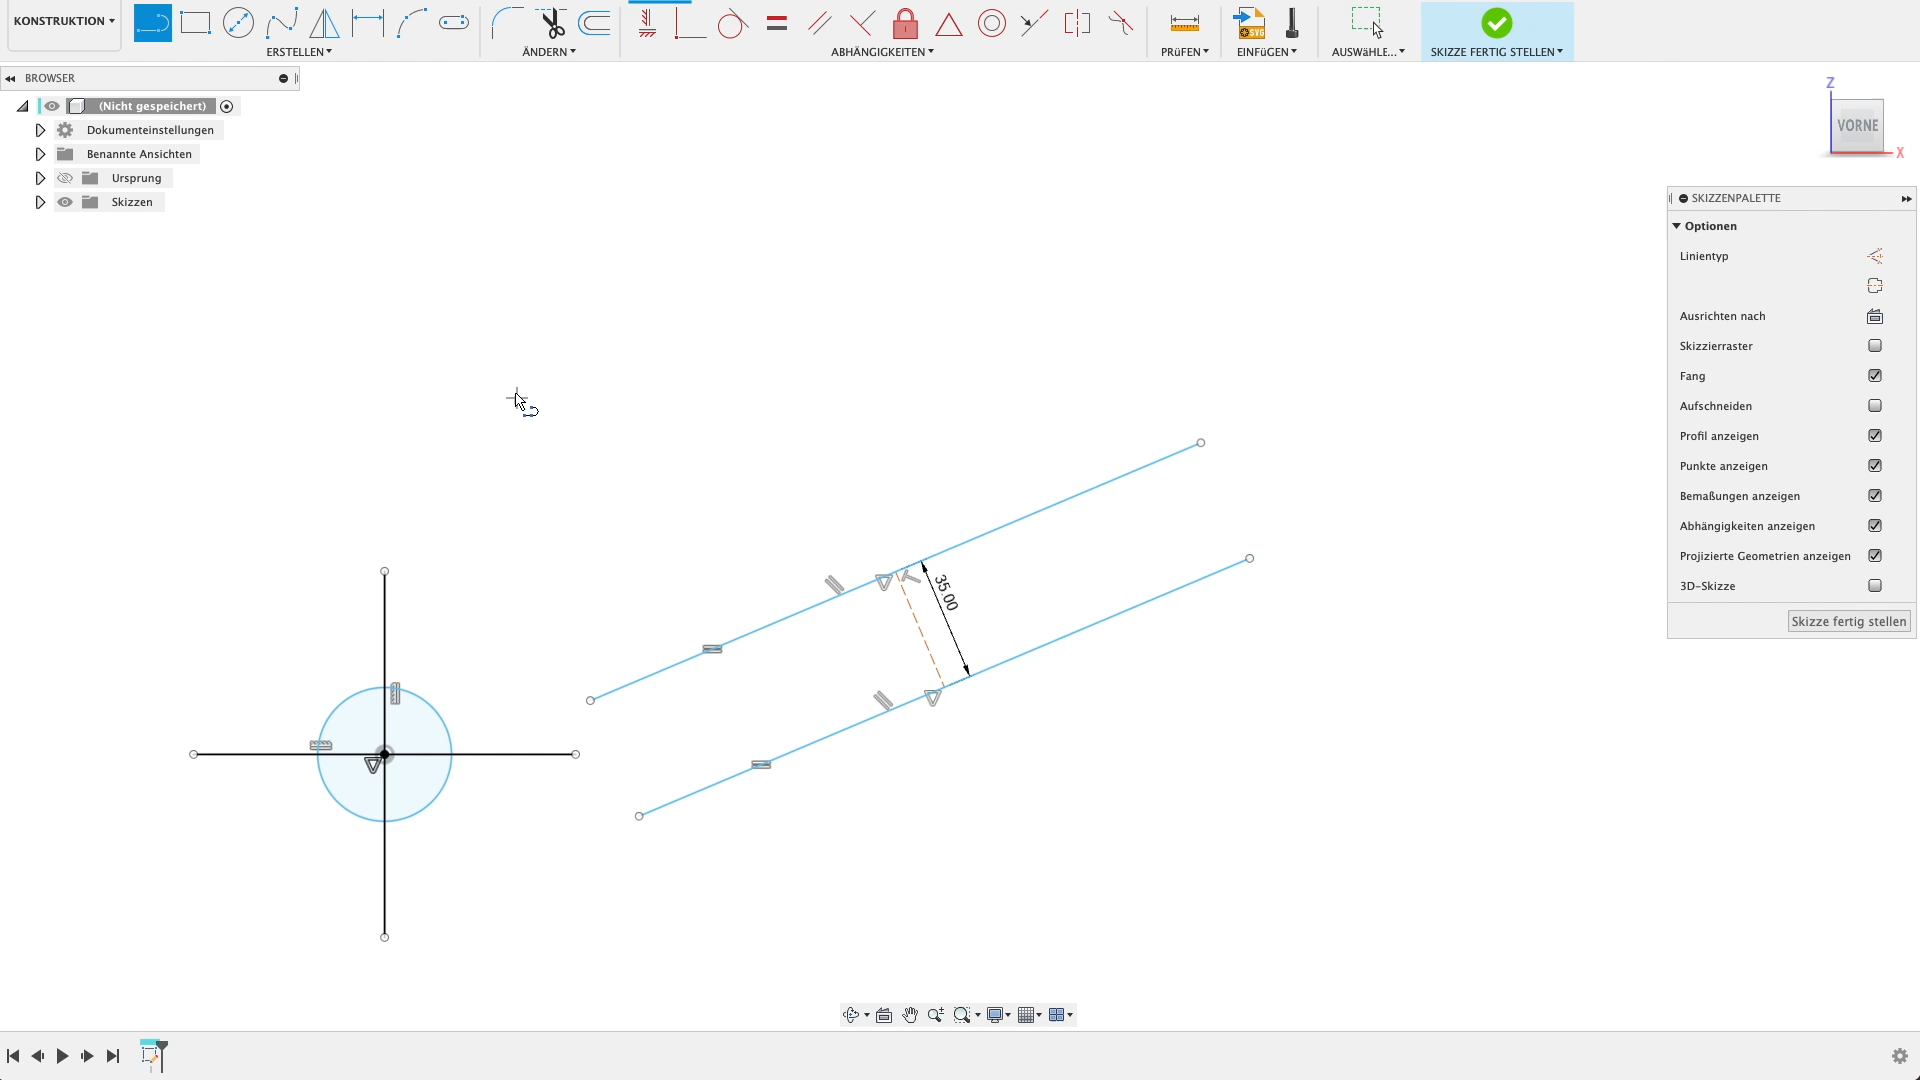 KONSTRUKTION
ERSTELLEN
ÄNDERN
ABHÄNGIGKEITEN
PRÜFEN
EINFÜGEN
AUSWÄHLE...
SKIZZE FERTIG STELLEN
BROWSER
(Nicht gespeichert)
Dokumenteinstellungen
Benannte Ansichten
Ursprung
Skizzen
Z
VORNE
X
SKIZZENPALETTE
Optionen
Linientyp
Ausrichten nach
Skizzierraster
Fang
Aufschneiden
Profil anzeigen
Punkte anzeigen
Bemaßungen anzeigen
Abhängigkeiten anzeigen
Projizierte Geometrien anzeigen
3D-Skizze
Skizze fertig stellen
35.00
SVG